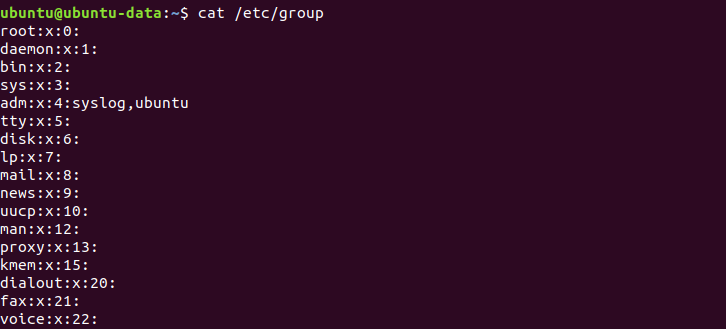 ubuntu@ubuntu-data:~$ cat /etc/group
root:x:0:
daemon:x:1:
bin:x:2:
sys:x:3:
adm:x:4:syslog,ubuntu
tty:x:5:
disk:x:6:
lp:x:7:
mail:x:8:
news:x:9:
uucp:x:10:
man:x:12:
proxy:x:13:
kmem:x:15:
dialout:x:20:
fax:x:21:
voice:x:22: